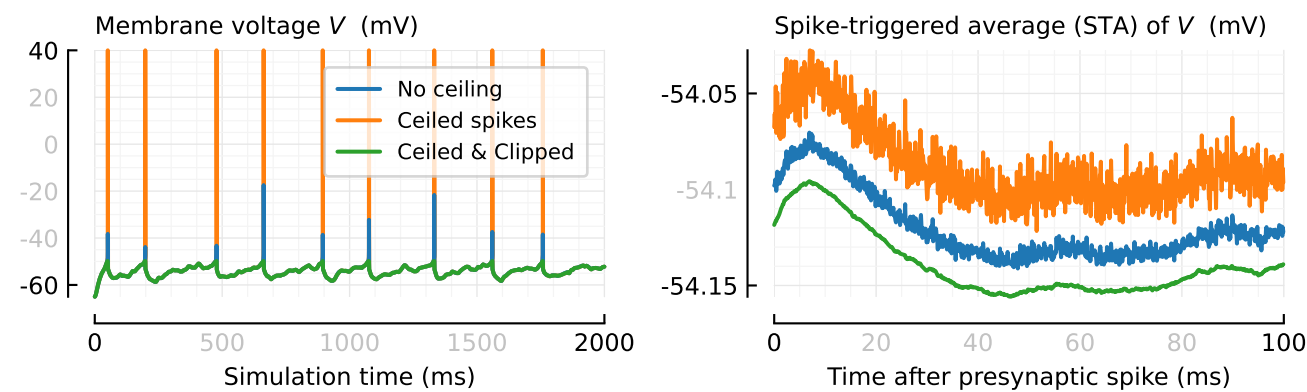 Membrane voltage V (mV)
40
20
0
-20
-40
-60
No ceiling
Ceiled spikes
Ceiled & Clipped
0
500
1000
1500
2000
Simulation time (ms)
Spike-triggered average (STA) of V (mV)
-54.05
-54.1
-54.15
0
20
40
60
80
100
Time after presynaptic spike (ms)